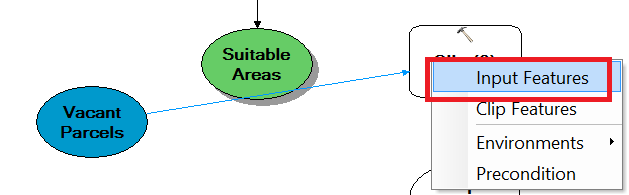 Suitable
Areas
Vacant
Parcels
Input Features
Clip Features
Environments
Precondition